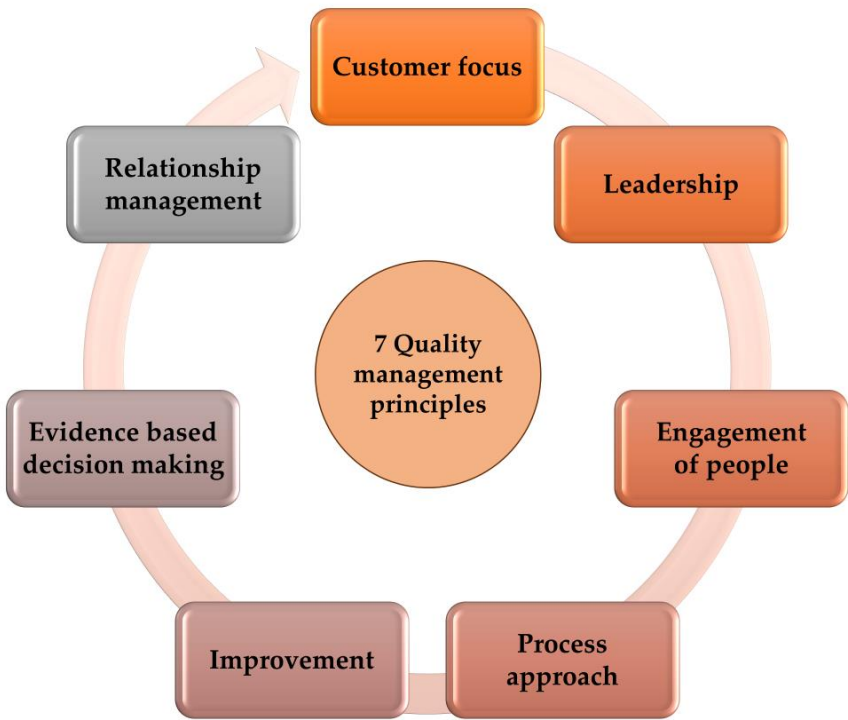 Customer focus
Leadership
Engagement
of people
Process
approach
Improvement
Evidence based
decision making
Relationship
management
7 Quality
management
principles